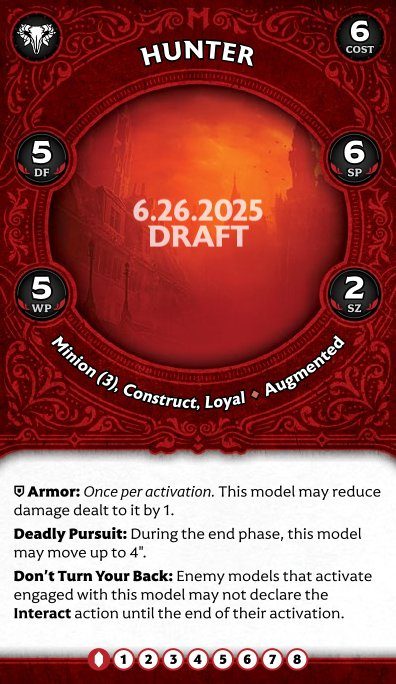 HUNTER
6
COST
5
DF
6
SP
6.26.2025
DRAFT
5
WP
2
SZ
Minion (3), Construct, Loyal ♦ Augmented
Armor: Once per activation. This model may reduce
damage dealt to it by 1.
Deadly Pursuit: During the end phase, this model
may move up to 4".
Don't Turn Your Back: Enemy models that activate
engaged with this model may not declare the
Interact action until the end of their activation.
1 2 3 4 5 6 7 8